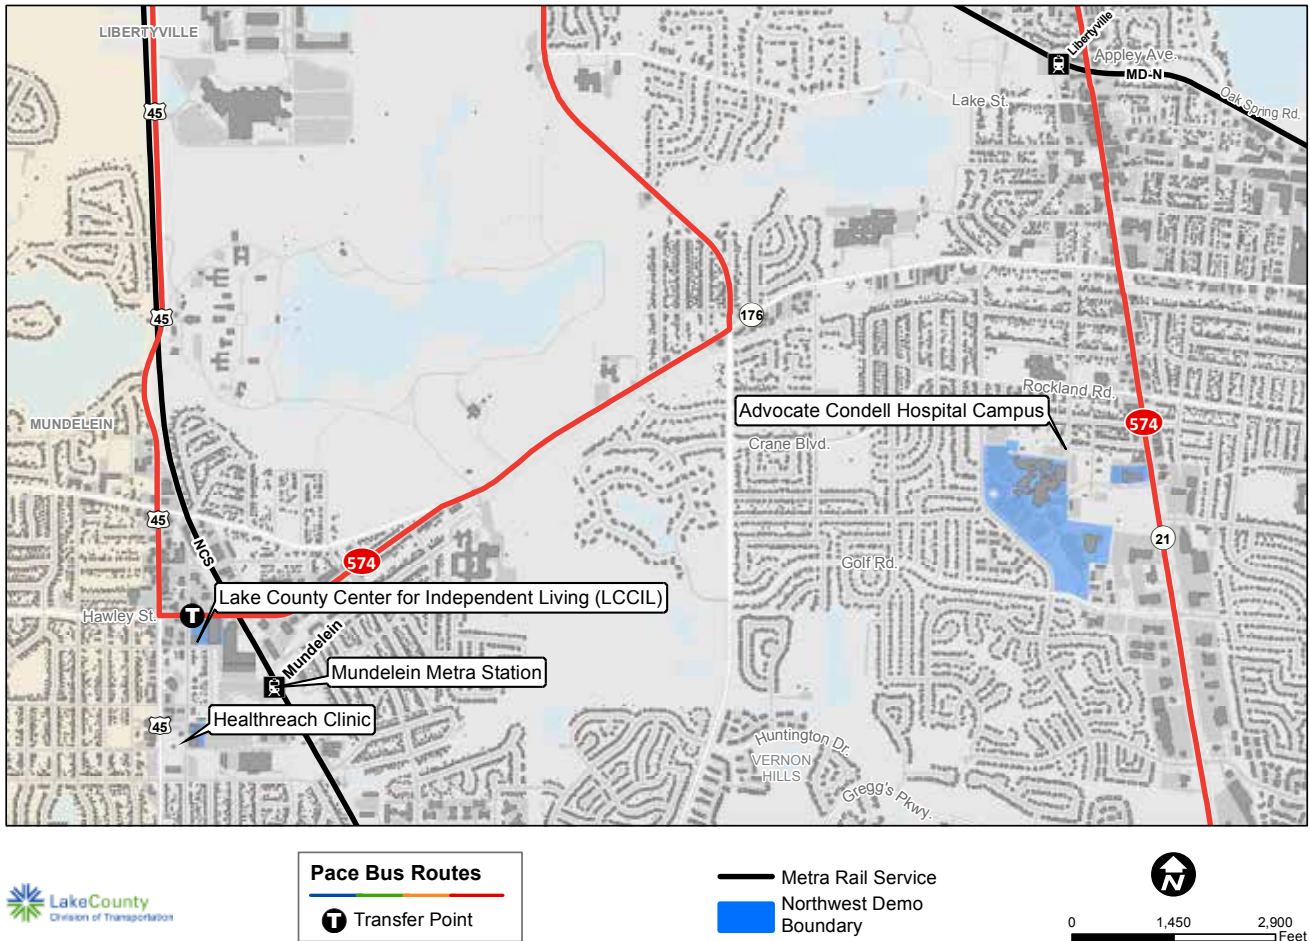 LIBERTYVILLE
Libertyville
Appley Ave.
MD-N
Oak Spring Rd.
Lake St.
45
45
176
Rockland Rd.
Advocate Condell Hospital Campus
574
MUNDELEIN
Crane Blvd.
45
NCS
21
574
Golf Rd.
Lake County Center for Independent Living (LCCIL)
Hawley St.
T
Mundelein
Mundelein Metra Station
Healthreach Clinic
45
Huntington Dr.
VERNON
HILLS
Gregg's Pkwy.
LakeCounty
Division of Transportation
Pace Bus Routes
T Transfer Point
Metra Rail Service
Northwest Demo
Boundary
N
0 1,450 2,900
Feet